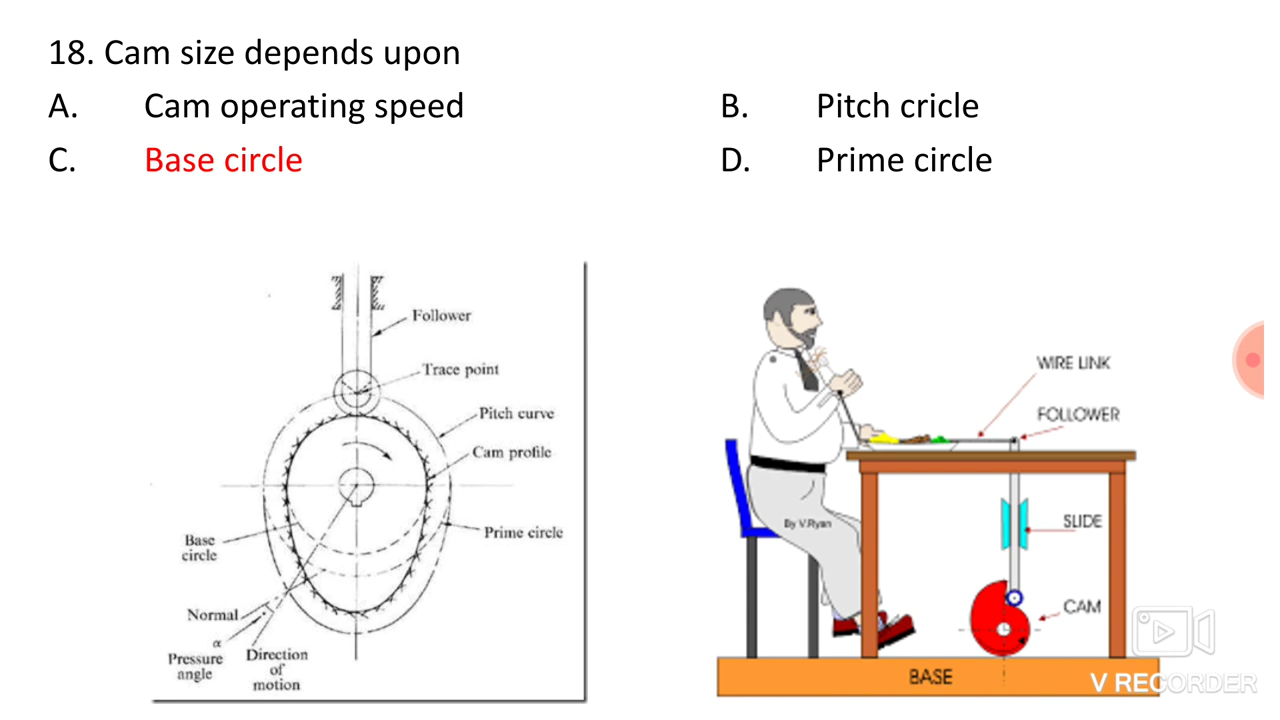 18. Cam size depends upon
A. Cam operating speed B. Pitch cricle
C. Base circle D. Prime circle
Follower
Trace point
Pitch curve
Cam profile
Prime circle
Base
circle
Normal
α
Pressure
angle
Direction
of
motion
WIRE LINK
FOLLOWER
By V.Ryan
SLIDE
CAM
BASE
V RECORDER